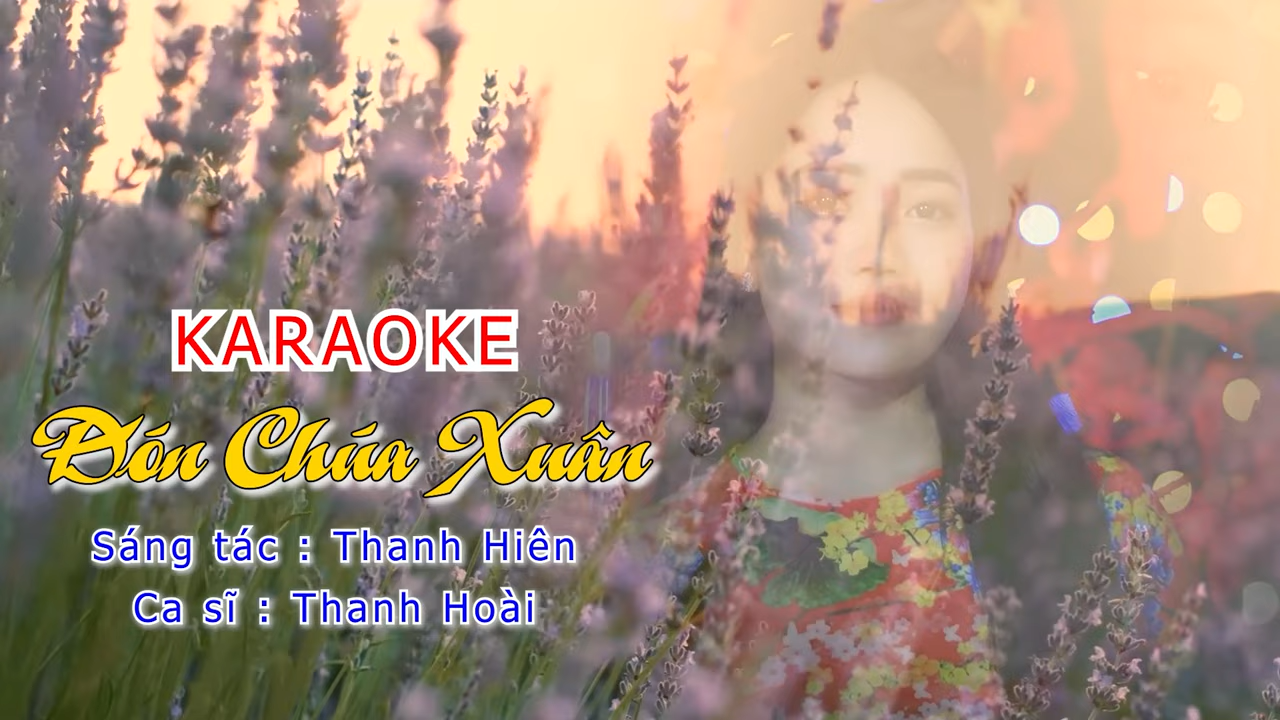 KARAOKE
Đón Chúa Xuân
Sáng tác : Thanh Hiên
Ca sĩ : Thanh Hoài